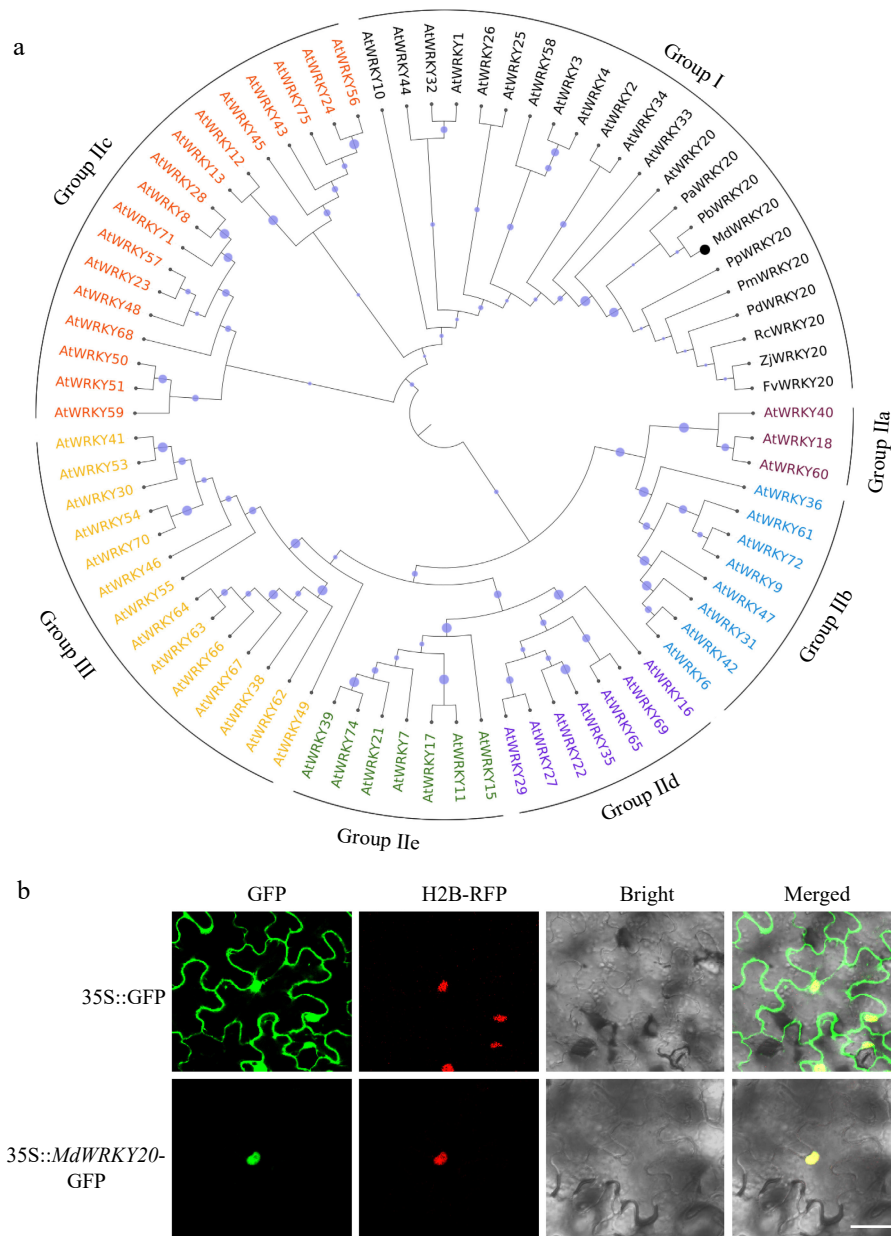 a
Group I
AtWRKY10
AtWRKY44
AtWRKY32
AtWRKY1
AtWRKY26
AtWRKY25
AtWRKY58
AtWRKY3
AtWRKY4
AtWRKY2
AtWRKY34
AtWRKY33
AtWRKY20
PaWRKY20
PbWRKY20
MdWRKY20
PpWRKY20
PmWRKY20
PdWRKY20
RcWRKY20
ZjWRKY20
FvWRKY20
Group IIa
AtWRKY40
AtWRKY18
AtWRKY60
Group IIb
AtWRKY36
AtWRKY61
AtWRKY72
AtWRKY9
AtWRKY47
AtWRKY31
AtWRKY42
AtWRKY6
Group IId
AtWRKY16
AtWRKY69
AtWRKY65
AtWRKY35
AtWRKY22
AtWRKY27
AtWRKY29
Group IIe
AtWRKY15
AtWRKY11
AtWRKY17
AtWRKY7
AtWRKY21
AtWRKY74
AtWRKY39
Group III
AtWRKY49
AtWRKY62
AtWRKY38
AtWRKY67
AtWRKY66
AtWRKY63
AtWRKY64
AtWRKY55
AtWRKY46
AtWRKY70
AtWRKY54
AtWRKY30
AtWRKY53
AtWRKY41
Group IIc
AtWRKY59
AtWRKY51
AtWRKY50
AtWRKY68
AtWRKY48
AtWRKY23
AtWRKY57
AtWRKY71
AtWRKY8
AtWRKY28
AtWRKY13
AtWRKY12
AtWRKY45
AtWRKY43
AtWRKY75
AtWRKY24
AtWRKY56
b
GFP H2B-RFP Bright Merged
35S::GFP
35S::MdWRKY20-
GFP